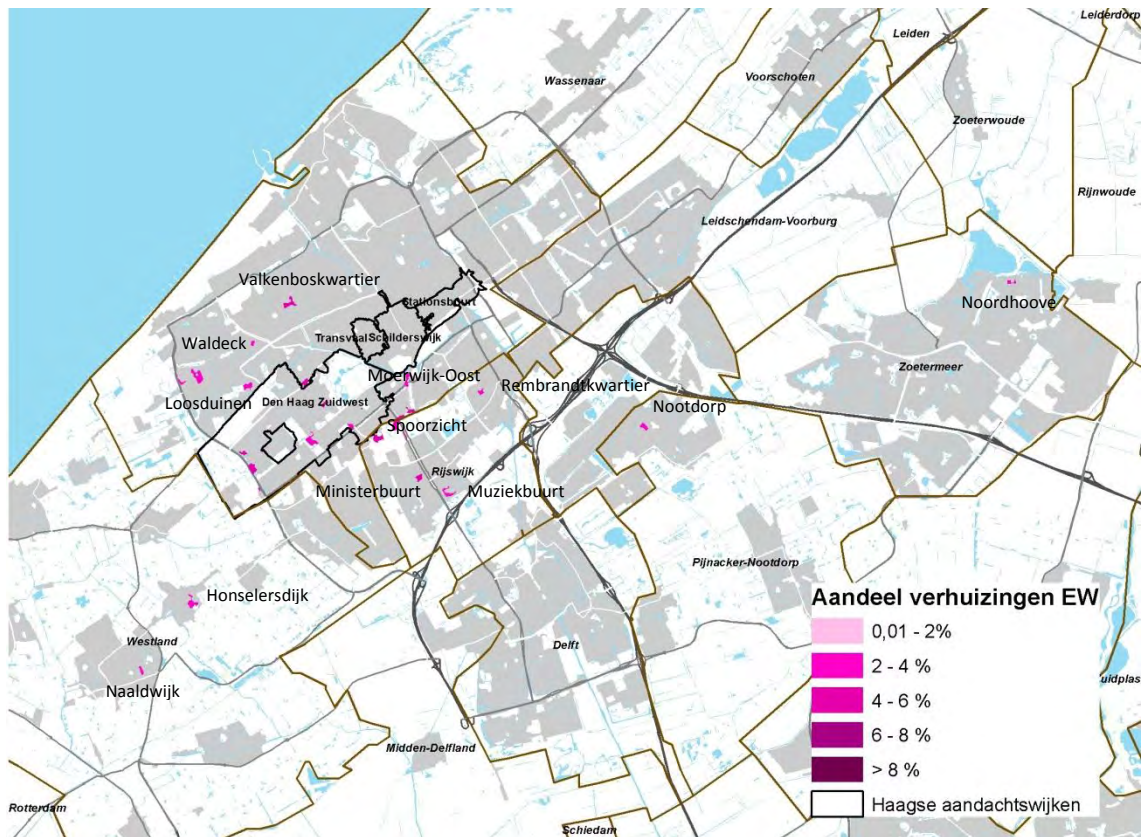 Leiderdorp
Leiden
Wassenaar
Voorschoten
Zoeterwoude
Rijnwoude
Leidschendam-Voorburg
Valkenboskwartier
Stationsbuurt
Noordhoove
Transvaal
Schilderswijk
Waldeck
Moerwijk-Oost
Rembrandtkwartier
Zoetermeer
Loosduinen
Den Haag Zuidwest
Nootdorp
Spoorzicht
Rijswijk
Ministerbuurt
Muziekbuurt
Pijnacker-Nootdorp
Honselersdijk
Aandeel verhuizingen EW
0,01 - 2%
2 - 4 %
4 - 6 %
6 - 8 %
> 8 %
Haagse aandachtswijken
Westland
Delft
Naaldwijk
uidplas
Midden-Delfland
Rotterdam
Schiedam